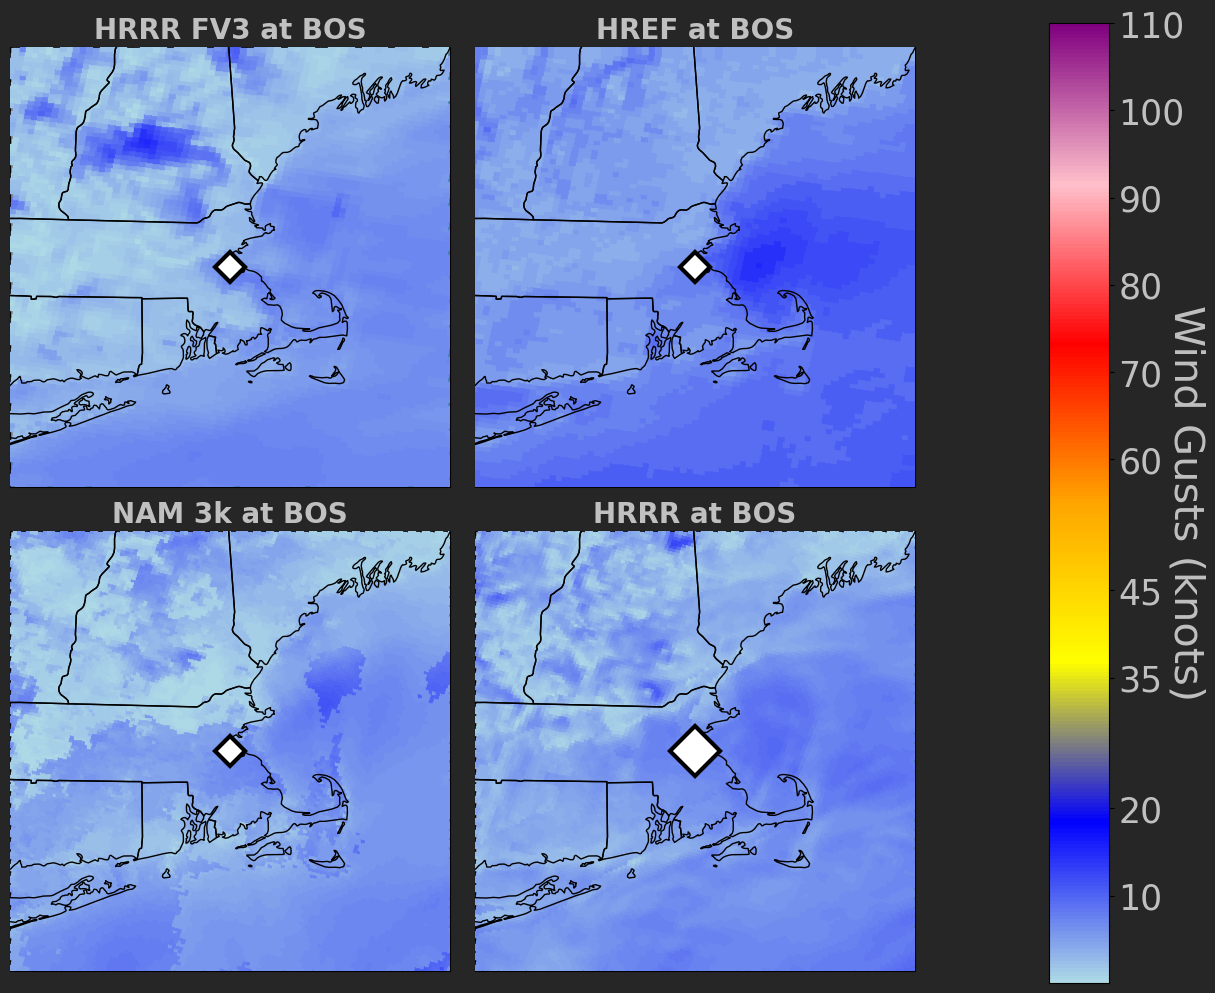 HRRR FV3 at BOS
HREF at BOS
NAM 3k at BOS
HRRR at BOS
110
100
90
80
70
60
45
35
20
10
Wind Gusts (knots)